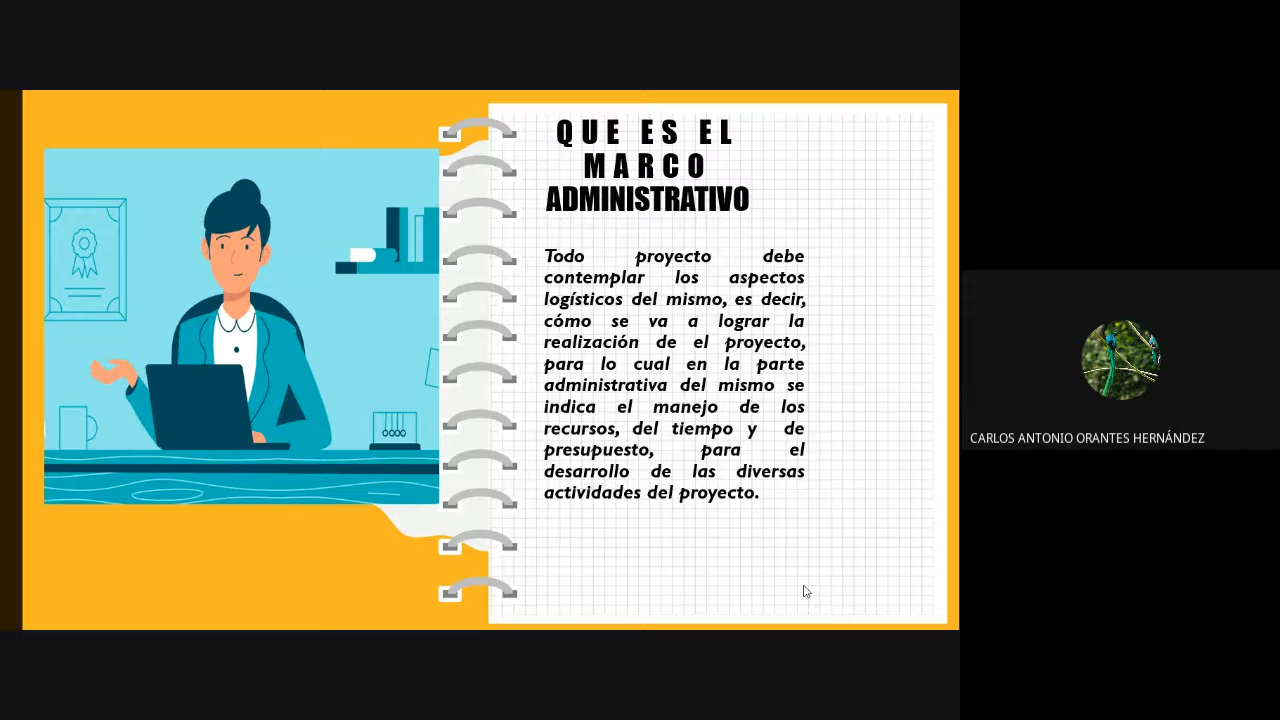 QUE ES EL
MARCO
ADMINISTRATIVO
Todo proyecto debe
contemplar los aspectos
logísticos del mismo, es decir,
cómo se va a lograr la
realización de el proyecto,
para lo cual en la parte
administrativa del mismo se
indica el manejo de los
recursos, del tiempo y de
presupuesto, para el
desarrollo de las diversas
actividades del proyecto.
CARLOS ANTONIO ORANTES HERNÁNDEZ